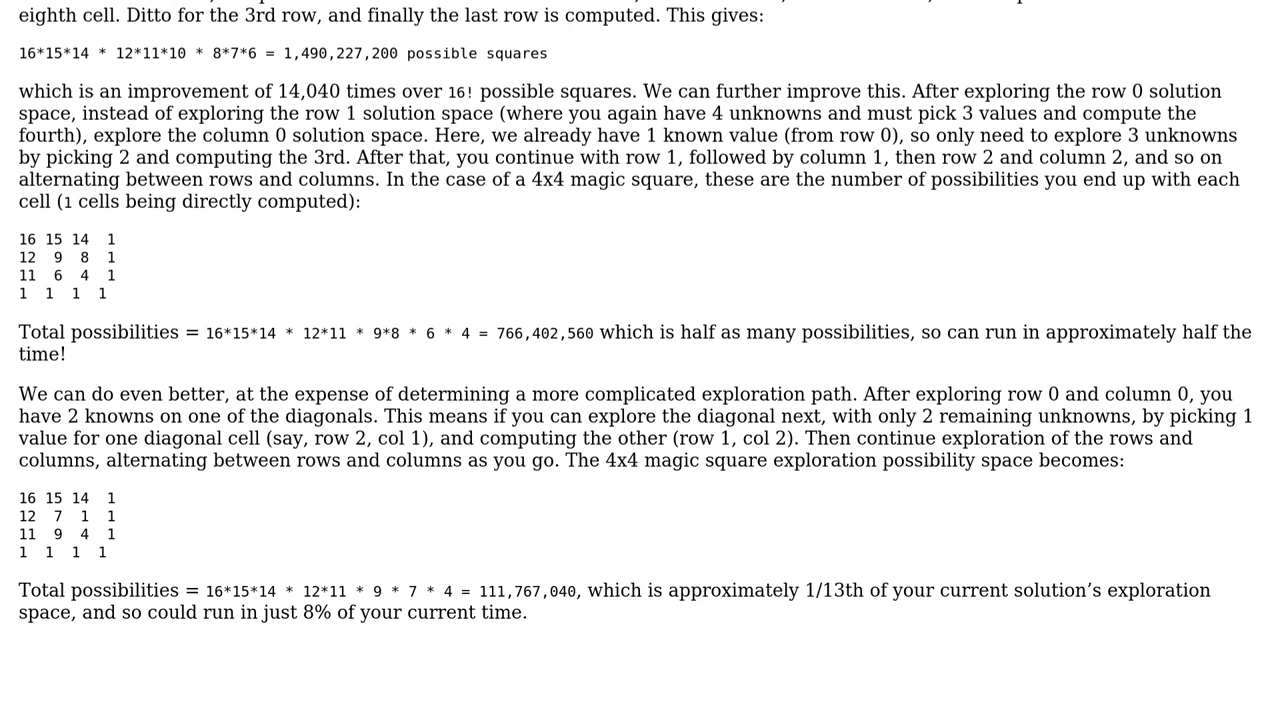 eighth cell. Ditto for the 3rd row, and finally the last row is computed. This gives:
16*15*14 * 12*11*10 * 8*7*6 = 1,490,227,200 possible squares
which is an improvement of 14,040 times over 16! possible squares. We can further improve this. After exploring the row 0 solution
space, instead of exploring the row 1 solution space (where you again have 4 unknowns and must pick 3 values and compute the
fourth), explore the column 0 solution space. Here, we already have 1 known value (from row 0), so only need to explore 3 unknowns
by picking 2 and computing the 3rd. After that, you continue with row 1, followed by column 1, then row 2 and column 2, and so on
alternating between rows and columns. In the case of a 4x4 magic square, these are the number of possibilities you end up with each
cell (1 cells being directly computed):
16 15 14  1
12  9  8  1
11  6  4  1
1  1  1  1
Total possibilities = 16*15*14 * 12*11 * 9*8 * 6 * 4 = 766,402,560 which is half as many possibilities, so can run in approximately half the
time!
We can do even better, at the expense of determining a more complicated exploration path. After exploring row 0 and column 0, you
have 2 knowns on one of the diagonals. This means if you can explore the diagonal next, with only 2 remaining unknowns, by picking 1
value for one diagonal cell (say, row 2, col 1), and computing the other (row 1, col 2). Then continue exploration of the rows and
columns, alternating between rows and columns as you go. The 4x4 magic square exploration possibility space becomes:
16 15 14  1
12  7  1  1
11  9  4  1
1  1  1  1
Total possibilities = 16*15*14 * 12*11 * 9 * 7 * 4 = 111,767,040, which is approximately 1/13th of your current solution’s exploration
space, and so could run in just 8% of your current time.